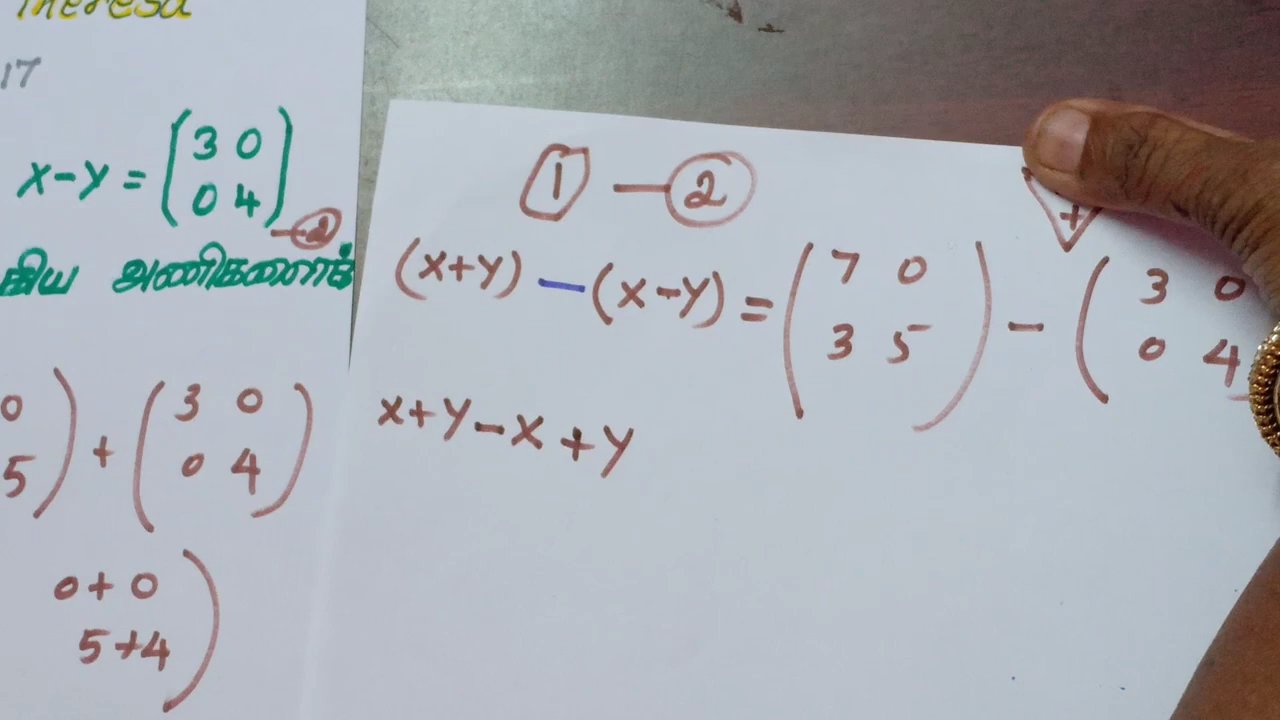 Theresa
17
X-Y = (3 0
0 4) -②
கிய அணிகளைக்
0
5) + (3 0
0 4)
0+0
5+4)
1 - ②
+
(X+Y) - (X-Y) = (7 0
3 5) - (3 0
0 4
X+Y-X+Y